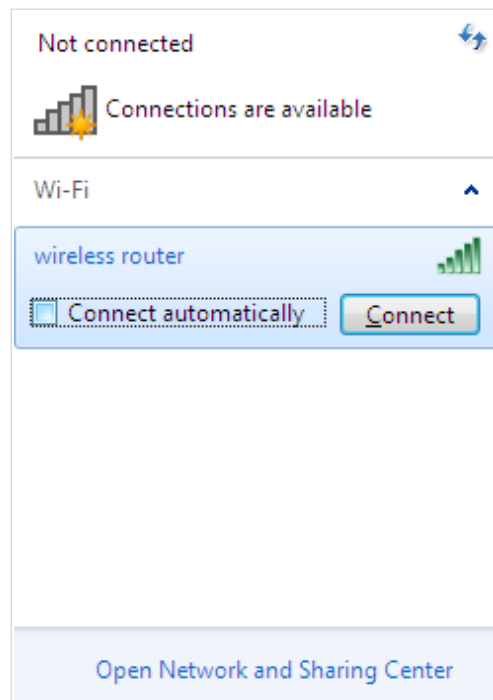 Not connected
Connections are available
Wi-Fi
wireless router
Connect automatically Connect
Open Network and Sharing Center